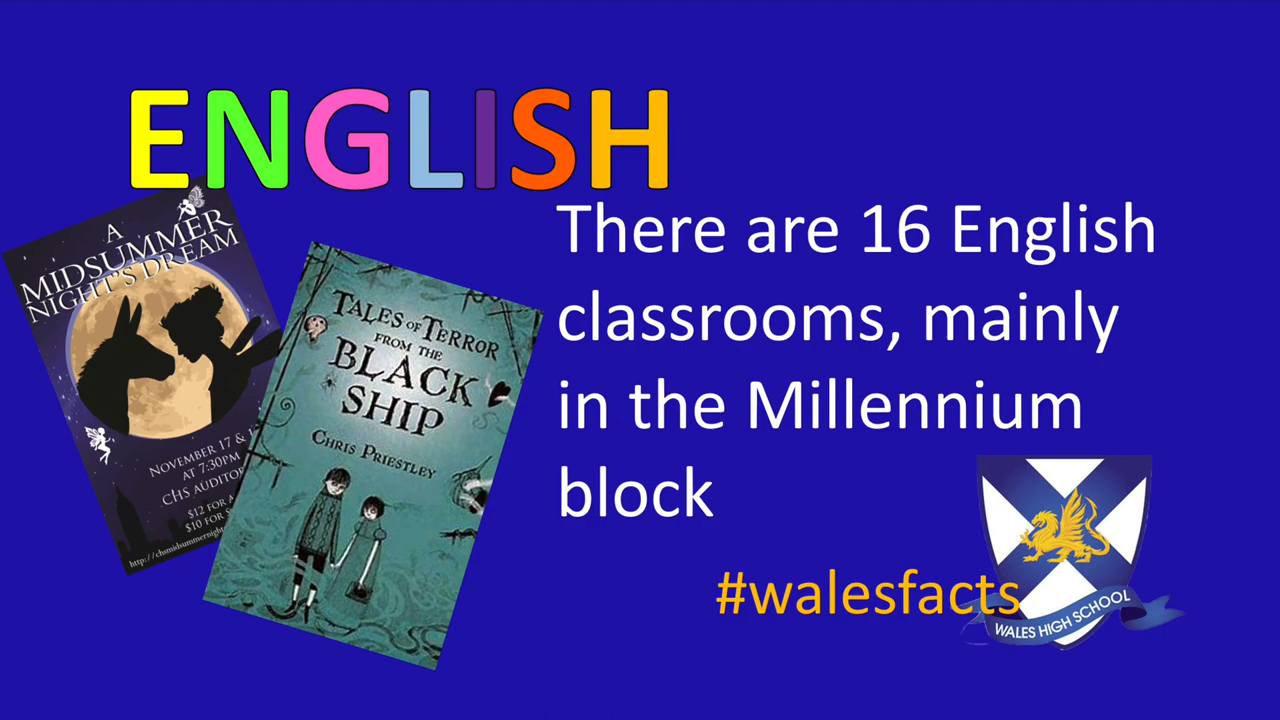 ENGLISH
A
MIDSUMMER
NIGHT'S DREAM
NOVEMBER 17 &
AT 7:30PM
CHS
$12 FOR
$10 FOR
TALES OF TERROR
FROM THE
BLACK
SHIP
CHRIS PRIESTLEY
There are 16 English
classrooms, mainly
in the Millennium
block
#walesfacts
WALES HIGH SCHOOL